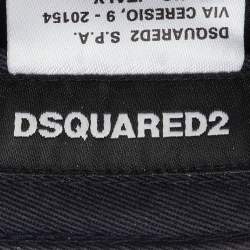 DSQUARED2 S.P.A.
VIA CERESIO, 9 - 20154
DSQUARED2